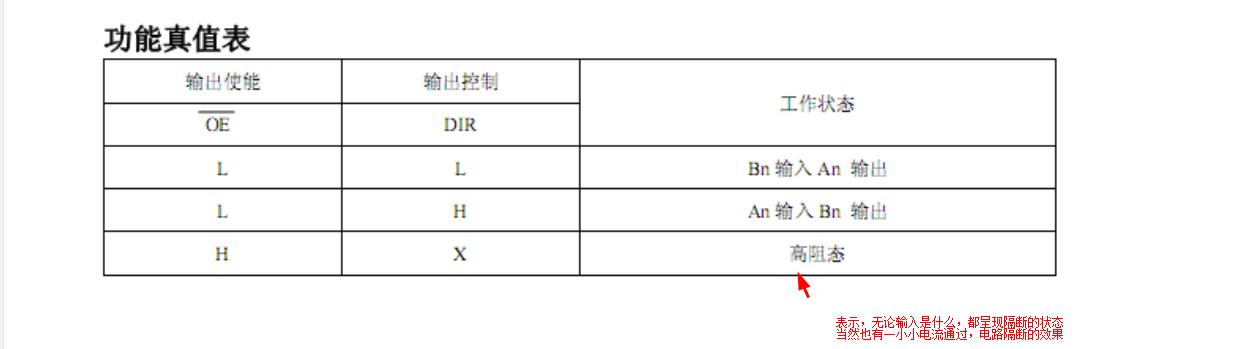 功能真值表
输出使能 输出控制 工作状态
OE DIR
L L Bn 输入 An 输出
L H An 输入 Bn 输出
H X 高阻态
表示，无论输入是什么，都呈现隔断的状态
当然也有一小小电流通过，电路隔断的效果